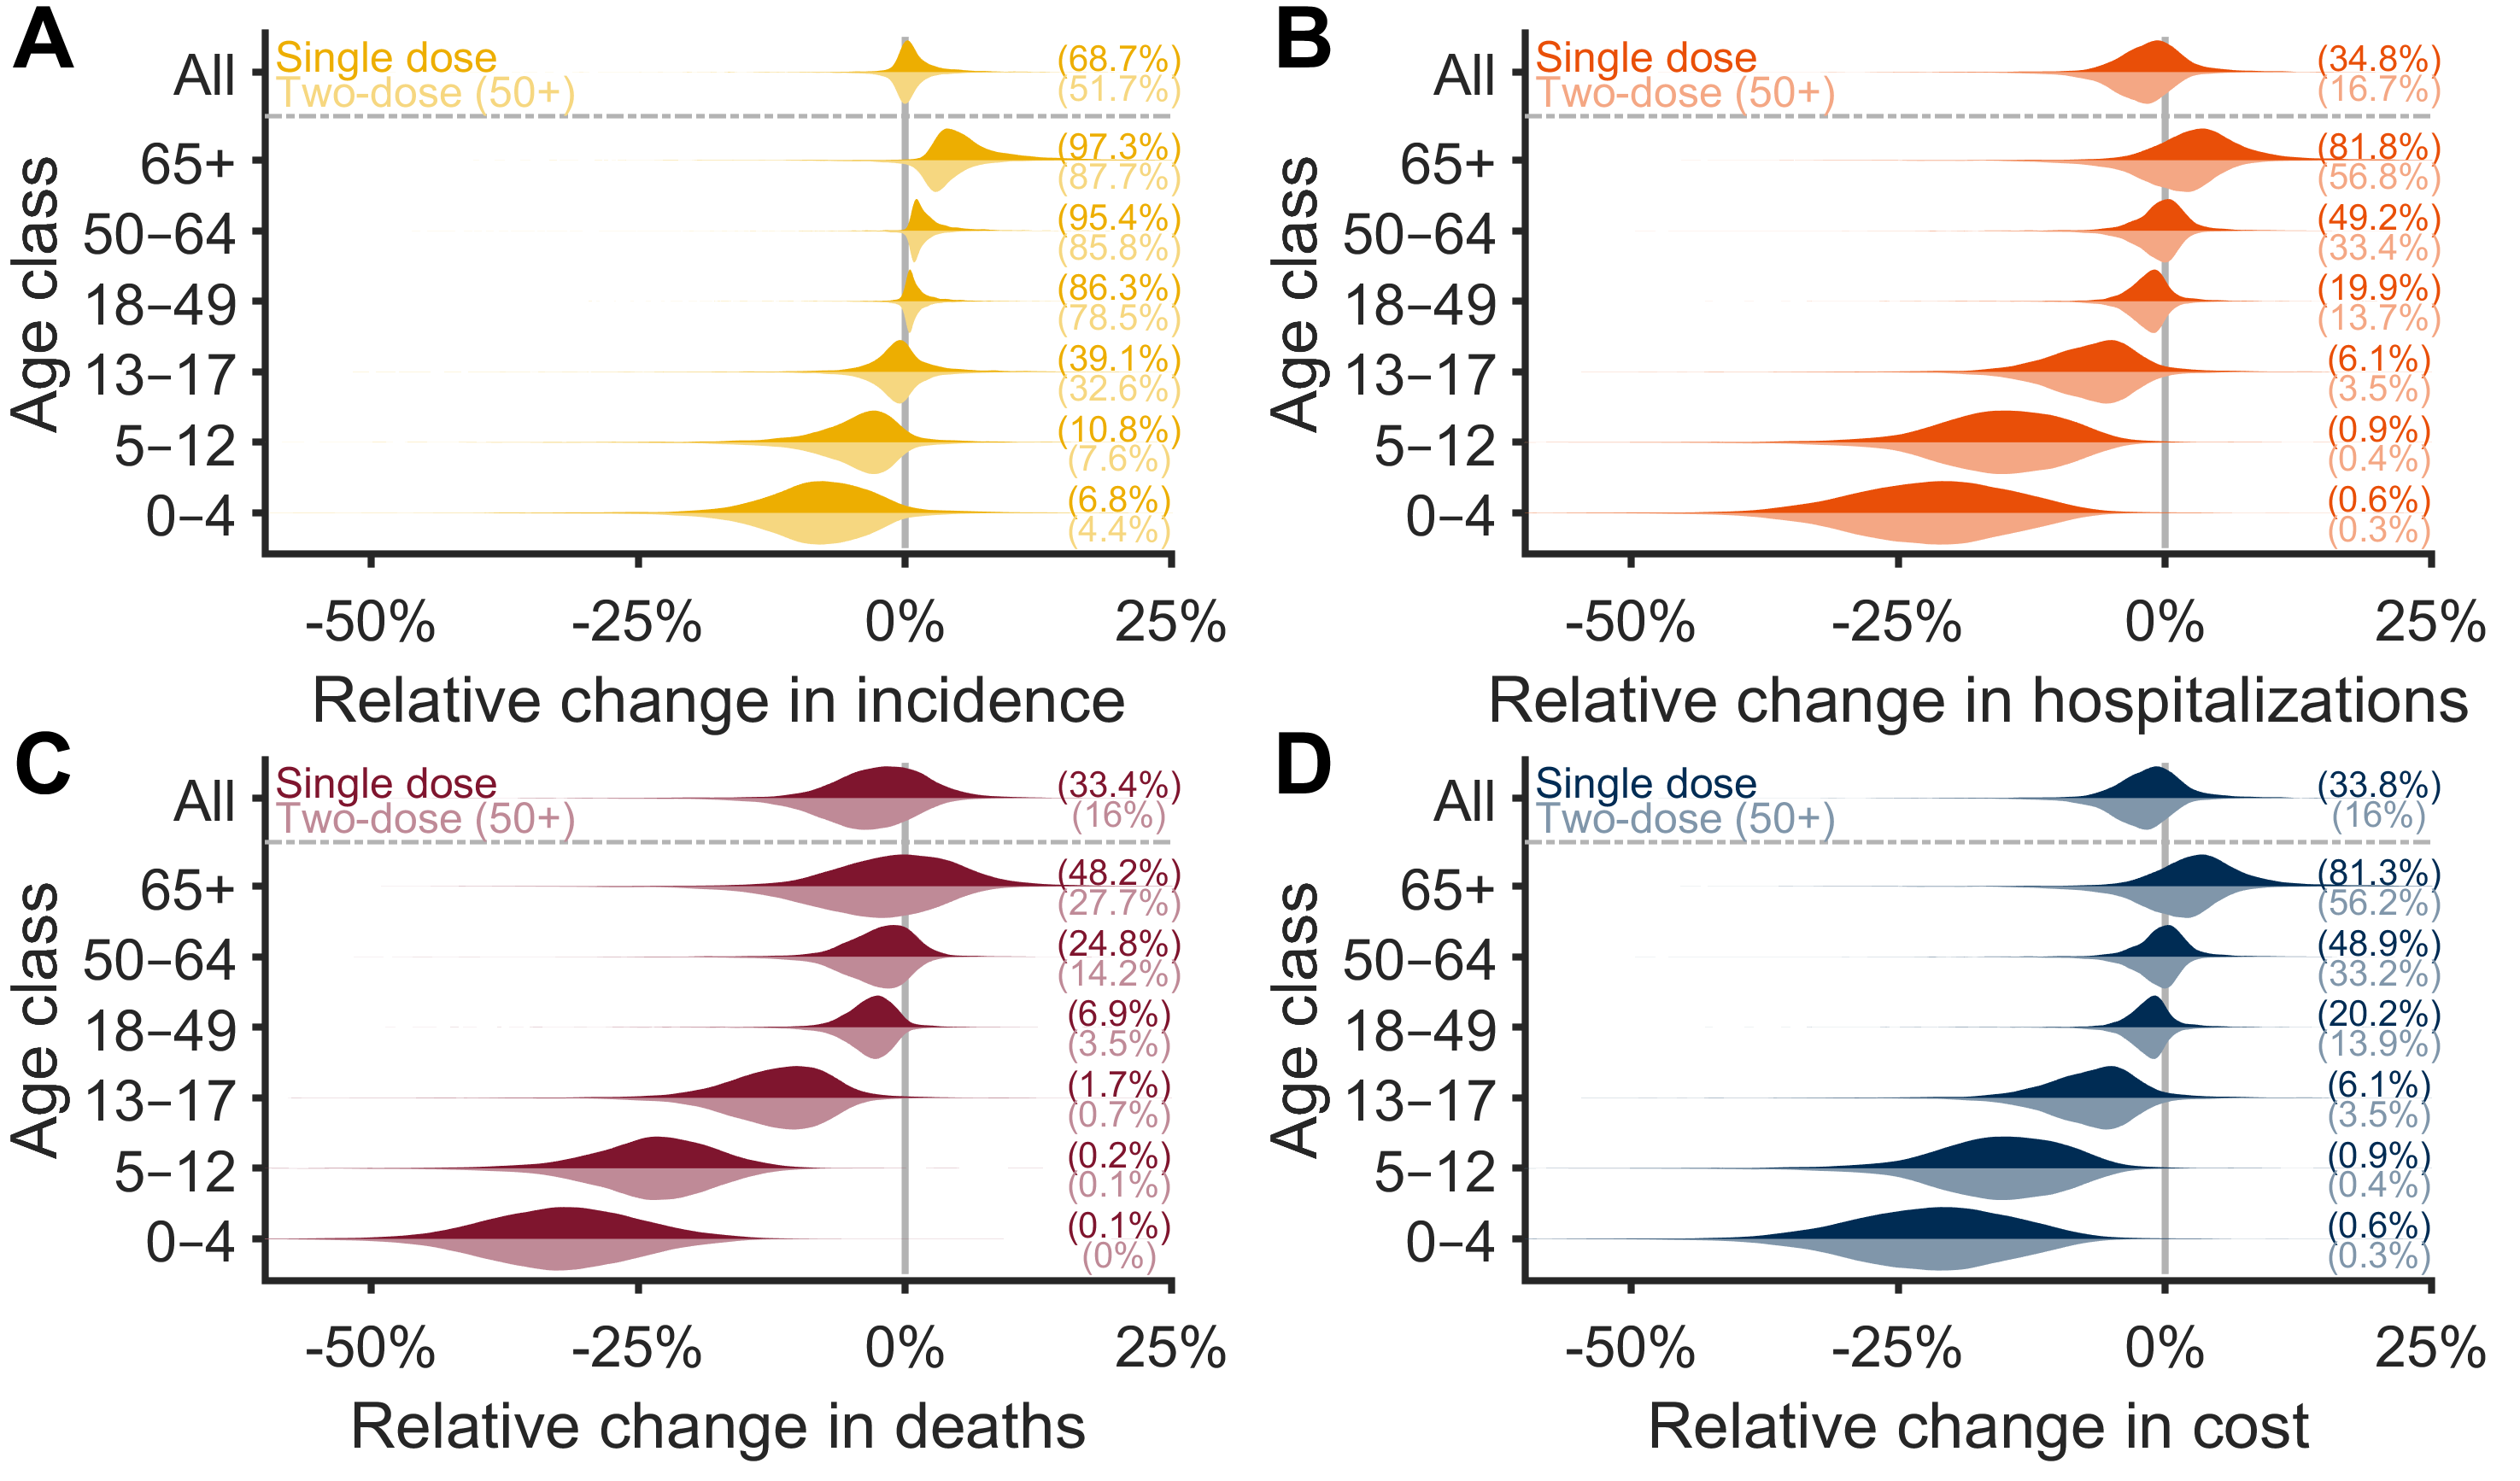 A
Single dose
Two-dose (50+)
All (68.7%)
(51.7%)
65+ (97.3%)
(87.7%)
50–64 (95.4%)
(85.8%)
18–49 (86.3%)
(78.5%)
13–17 (39.1%)
(32.6%)
5–12 (10.8%)
(7.6%)
0–4 (6.8%)
(4.4%)
Age class
-50% -25% 0% 25%
Relative change in incidence
B
Single dose
Two-dose (50+)
All (34.8%)
(16.7%)
65+ (81.8%)
(56.8%)
50–64 (49.2%)
(33.4%)
18–49 (19.9%)
(13.7%)
13–17 (6.1%)
(3.5%)
5–12 (0.9%)
(0.4%)
0–4 (0.6%)
(0.3%)
Age class
-50% -25% 0% 25%
Relative change in hospitalizations
C
Single dose
Two-dose (50+)
All (33.4%)
(16%)
65+ (48.2%)
(27.7%)
50–64 (24.8%)
(14.2%)
18–49 (6.9%)
(3.5%)
13–17 (1.7%)
(0.7%)
5–12 (0.2%)
(0.1%)
0–4 (0.1%)
(0%)
Age class
-50% -25% 0% 25%
Relative change in deaths
D
Single dose
Two-dose (50+)
All (33.8%)
(16%)
65+ (81.3%)
(56.2%)
50–64 (48.9%)
(33.2%)
18–49 (20.2%)
(13.9%)
13–17 (6.1%)
(3.5%)
5–12 (0.9%)
(0.4%)
0–4 (0.6%)
(0.3%)
Age class
-50% -25% 0% 25%
Relative change in cost